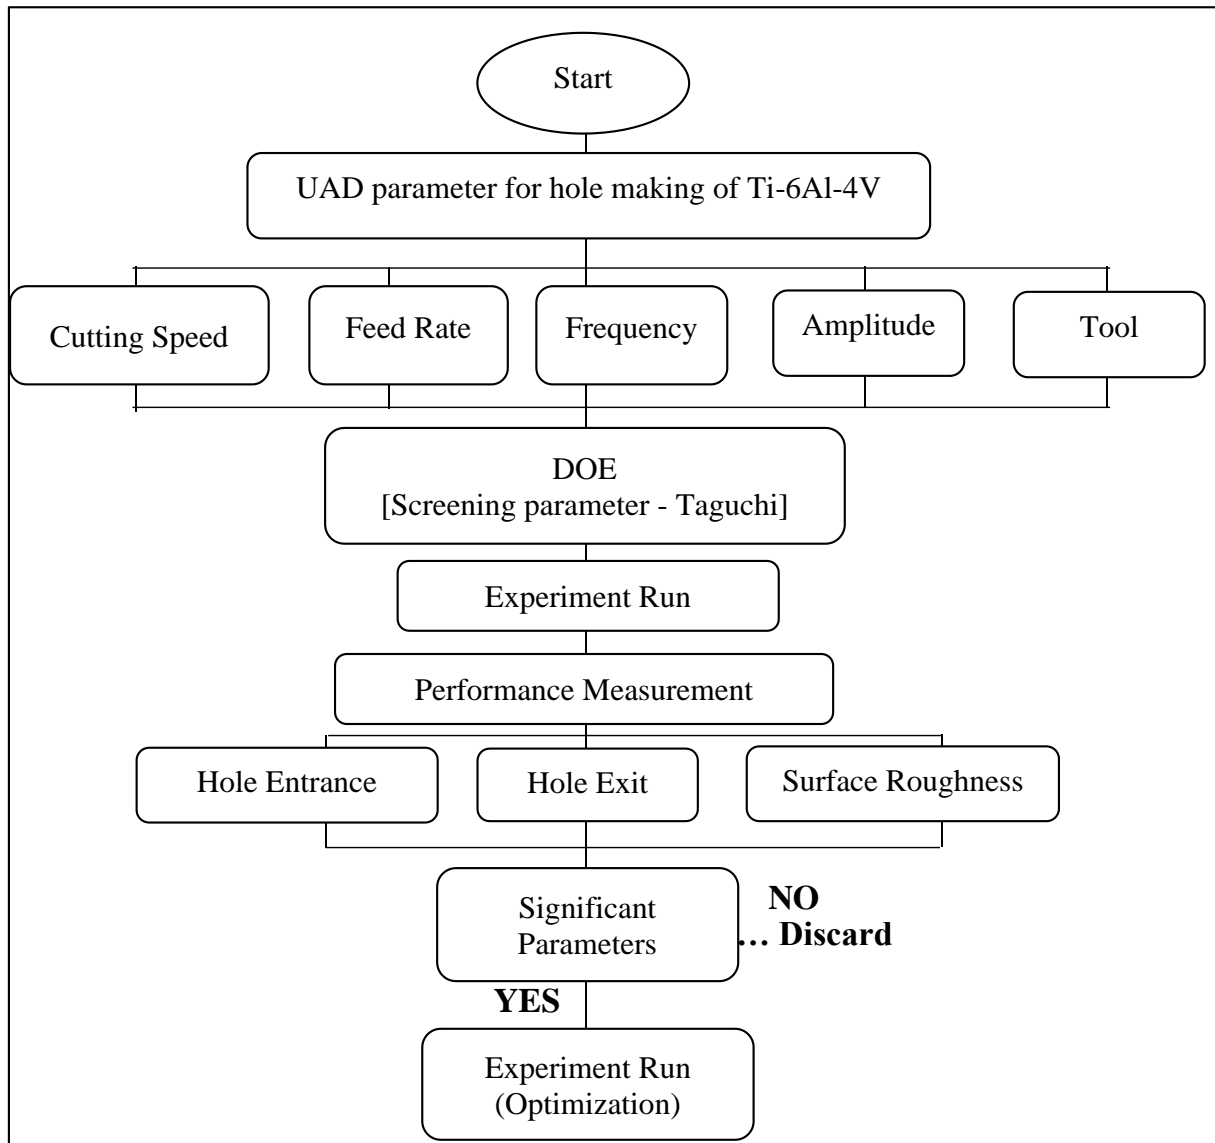 Start
UAD parameter for hole making of Ti-6Al-4V
Cutting Speed
Feed Rate
Frequency
Amplitude
Tool
DOE
[Screening parameter - Taguchi]
Experiment Run
Performance Measurement
Hole Entrance
Hole Exit
Surface Roughness
Significant
Parameters
NO
... Discard
YES
Experiment Run
(Optimization)